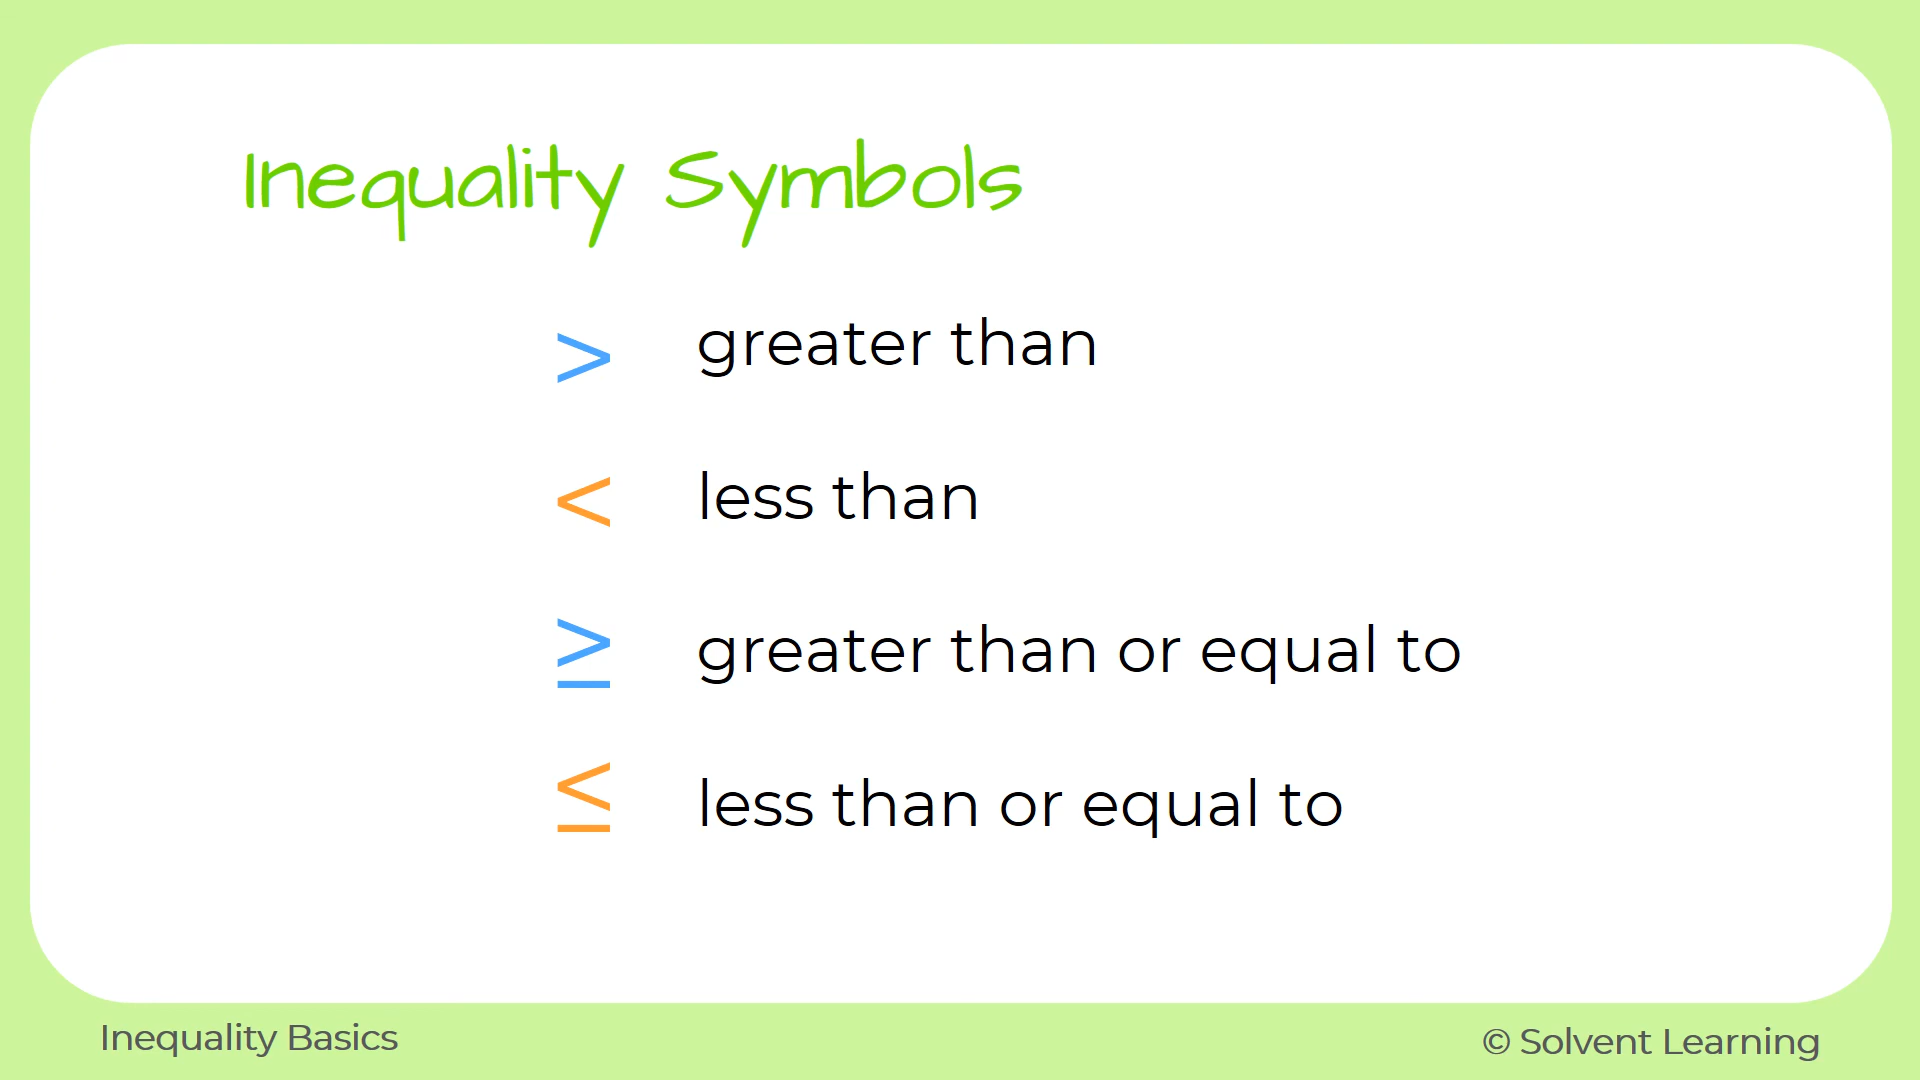 Inequality Symbols
> greater than
< less than
≥ greater than or equal to
≤ less than or equal to
Inequality Basics
© Solvent Learning